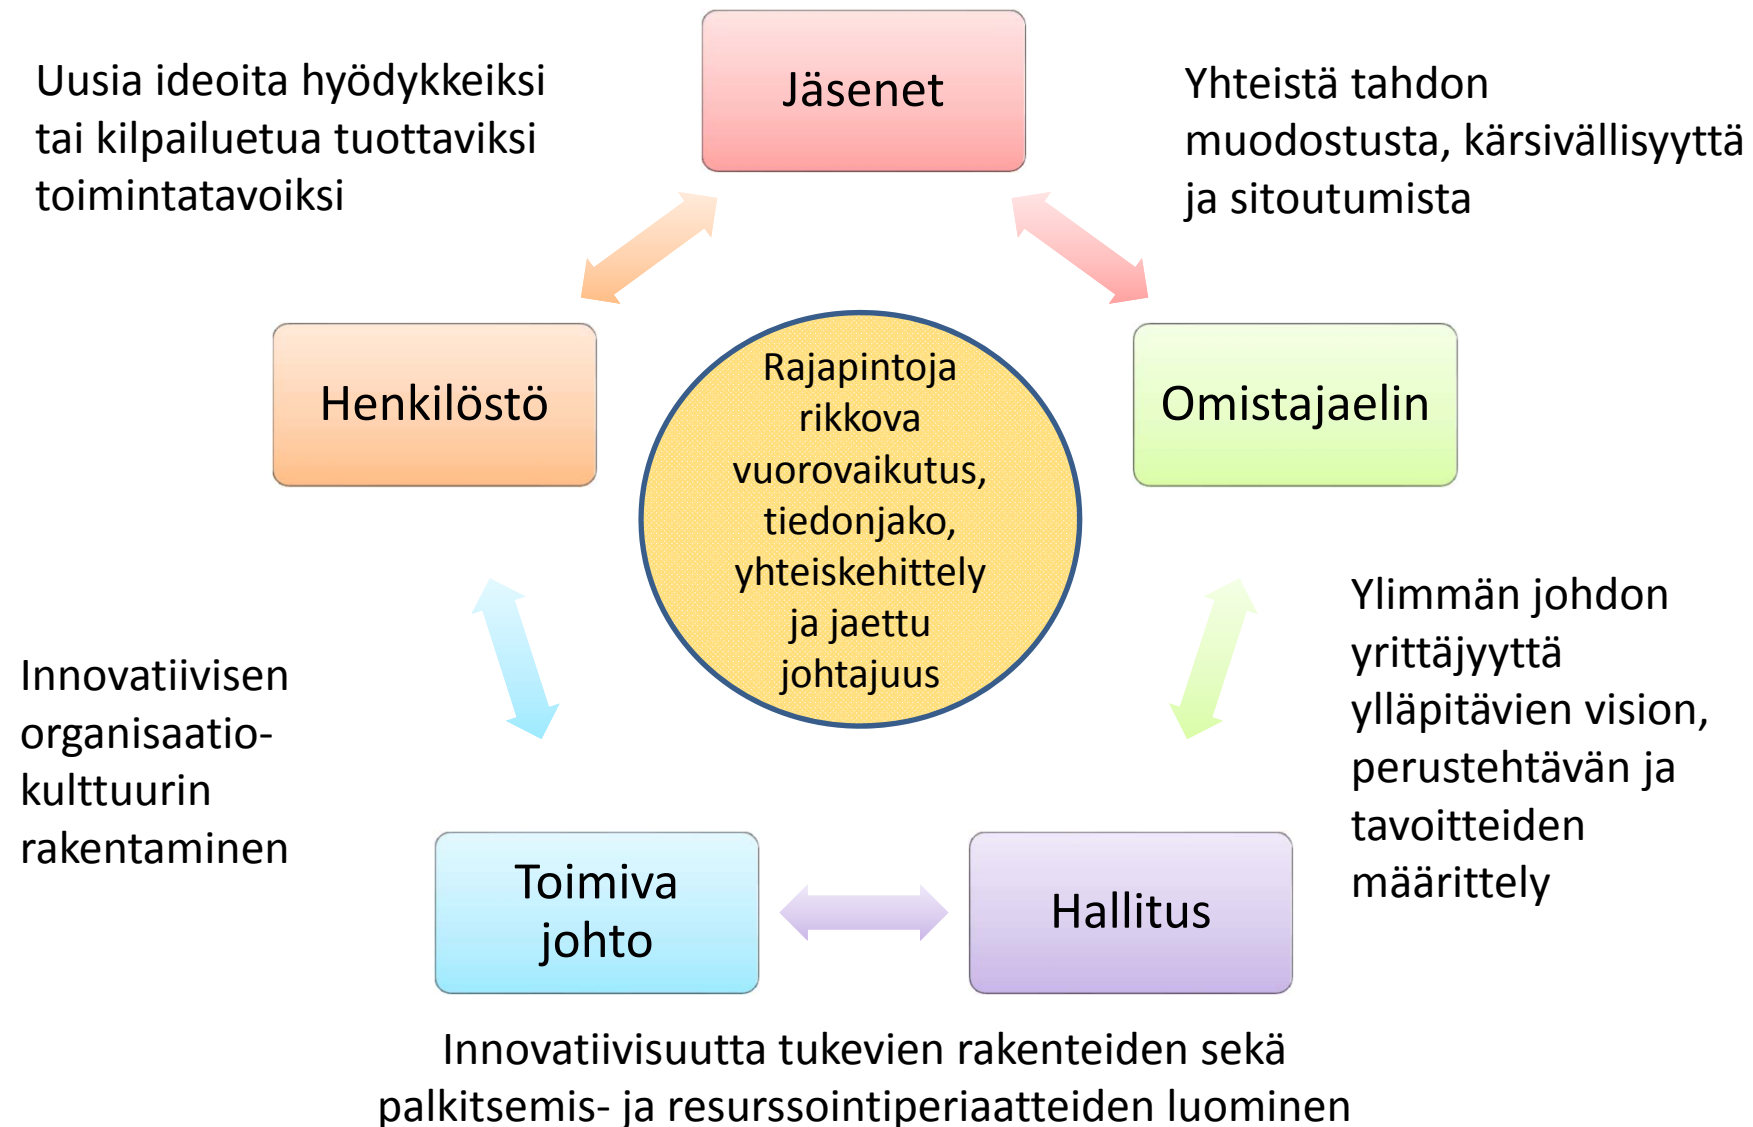 Jäsenet
Uusia ideoita hyödykkeiksi
tai kilpailuetua tuottaviksi
toimintatavoiksi
Yhteistä tahdon
muodostusta, kärsivällisyyttä
ja sitoutumista
Henkilöstö
Rajapintoja
rikkova
vuorovaikutus,
tiedonjako,
yhteiskehittely
ja jaettu
johtajuus
Omistajaelin
Innovatiivisen
organisaatio-
kulttuurin
rakentaminen
Ylimmän johdon
yrittäjyyttä
ylläpitävien vision,
perustehtävän ja
tavoitteiden
määrittely
Toimiva
johto
Hallitus
Innovatiivisuutta tukevien rakenteiden sekä
palkitsemis- ja resurssointiperiaatteiden luominen